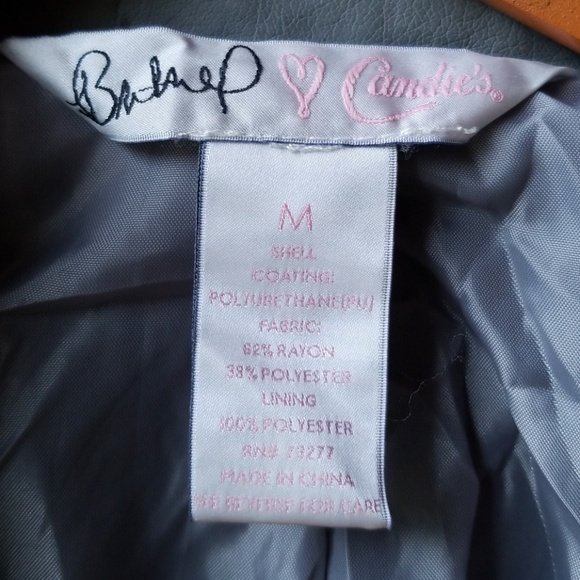 Britney ♡ Candie's®
M
SHELL
COATING:
POLYURETHANE(PU)
FABRIC:
62% RAYON
38% POLYESTER
LINING
100% POLYESTER
RN# 73277
MADE IN CHINA
SEE REVERSE FOR CARE